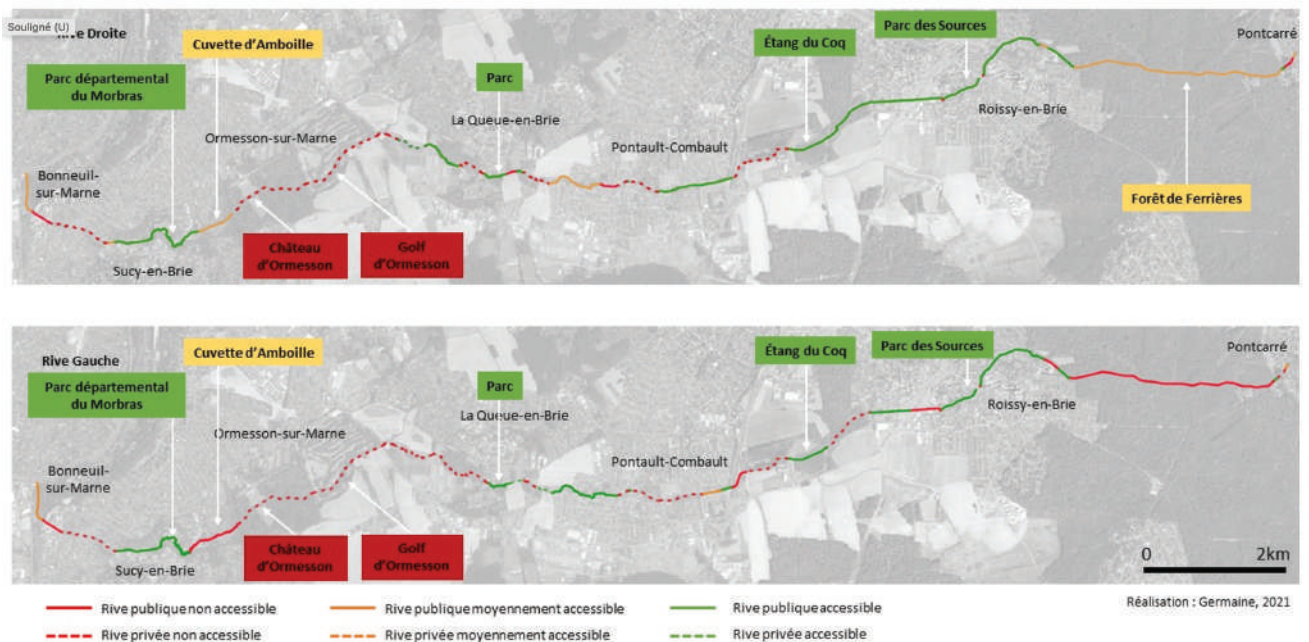 Souligné (U)
Rive Droite
Cuvette d'Amboille
Étang du Coq
Parc des Sources
Pontcarré
Parc départemental
du Morbras
Parc
Ormesson-sur-Marne
La Queue-en-Brie
Roissy-en-Brie
Pontault-Combault
Bonneuil-
sur-Marne
Forêt de Ferrières
Château
d'Ormesson
Golf
d'Ormesson
Sucy-en-Brie
Rive Gauche
Cuvette d'Amboille
Étang du Coq
Parc des Sources
Pontcarré
Parc départemental
du Morbras
Parc
La Queue-en-Brie
Roissy-en-Brie
Ormesson-sur-Marne
Pontault-Combault
Bonneuil-
sur-Marne
Château
d'Ormesson
Golf
d'Ormesson
Sucy-en-Brie
0 2km
Rive publique non accessible
Rive publique moyennement accessible
Rive publique accessible
Réalisation : Germaine, 2021
Rive privée non accessible
Rive privée moyennement accessible
Rive privée accessible